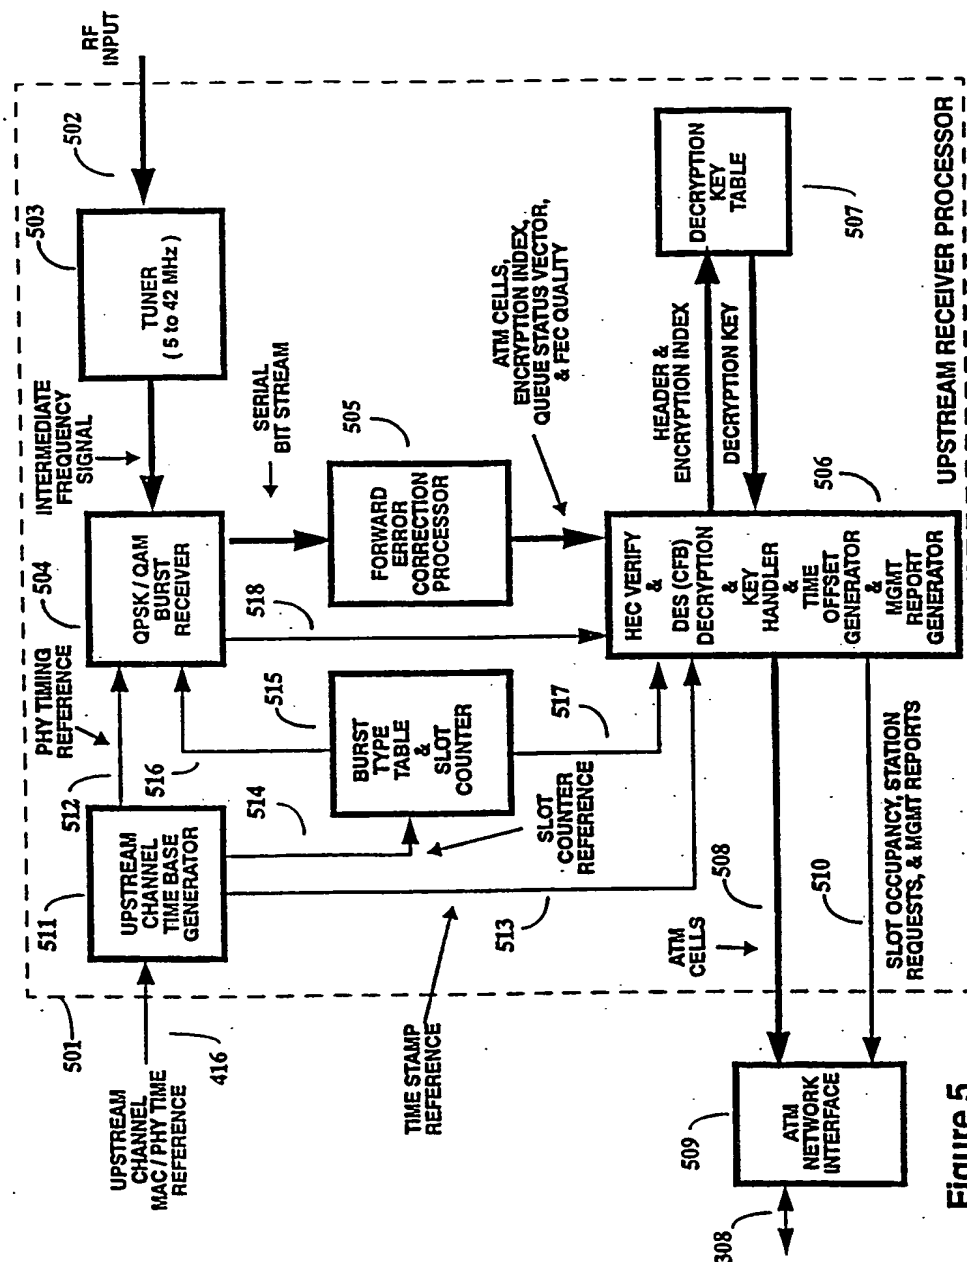 RF
INPUT
502
503
TUNER
( 5 to 42 MHz )
INTERMEDIATE
FREQUENCY
SIGNAL
504
QPSK / QAM
BURST
RECEIVER
PHY TIMING
REFERENCE
512
511
UPSTREAM
CHANNEL
TIME BASE
GENERATOR
501
UPSTREAM
CHANNEL
MAC / PHY TIME
REFERENCE
416
SERIAL
BIT STREAM
505
FORWARD
ERROR
CORRECTION
PROCESSOR
518
516
515
BURST
TYPE
TABLE
&
SLOT
COUNTER
514
517
SLOT
COUNTER
REFERENCE
513
TIME STAMP
REFERENCE
ATM CELLS,
ENCRYPTION INDEX,
QUEUE STATUS VECTOR,
& FEC QUALITY
DECRYPTION
KEY
TABLE
507
HEADER &
ENCRYPTION INDEX
DECRYPTION KEY
506
HEC VERIFY
&
DES (CFB)
DECRYPTION
&
KEY
HANDLER
&
TIME
OFFSET
GENERATOR
&
MGMT
REPORT
GENERATOR
508
ATM
CELLS
510
SLOT OCCUPANCY, STATION
REQUESTS, & MGMT REPORTS
509
ATM
NETWORK
INTERFACE
308
UPSTREAM RECEIVER PROCESSOR
Figure 5